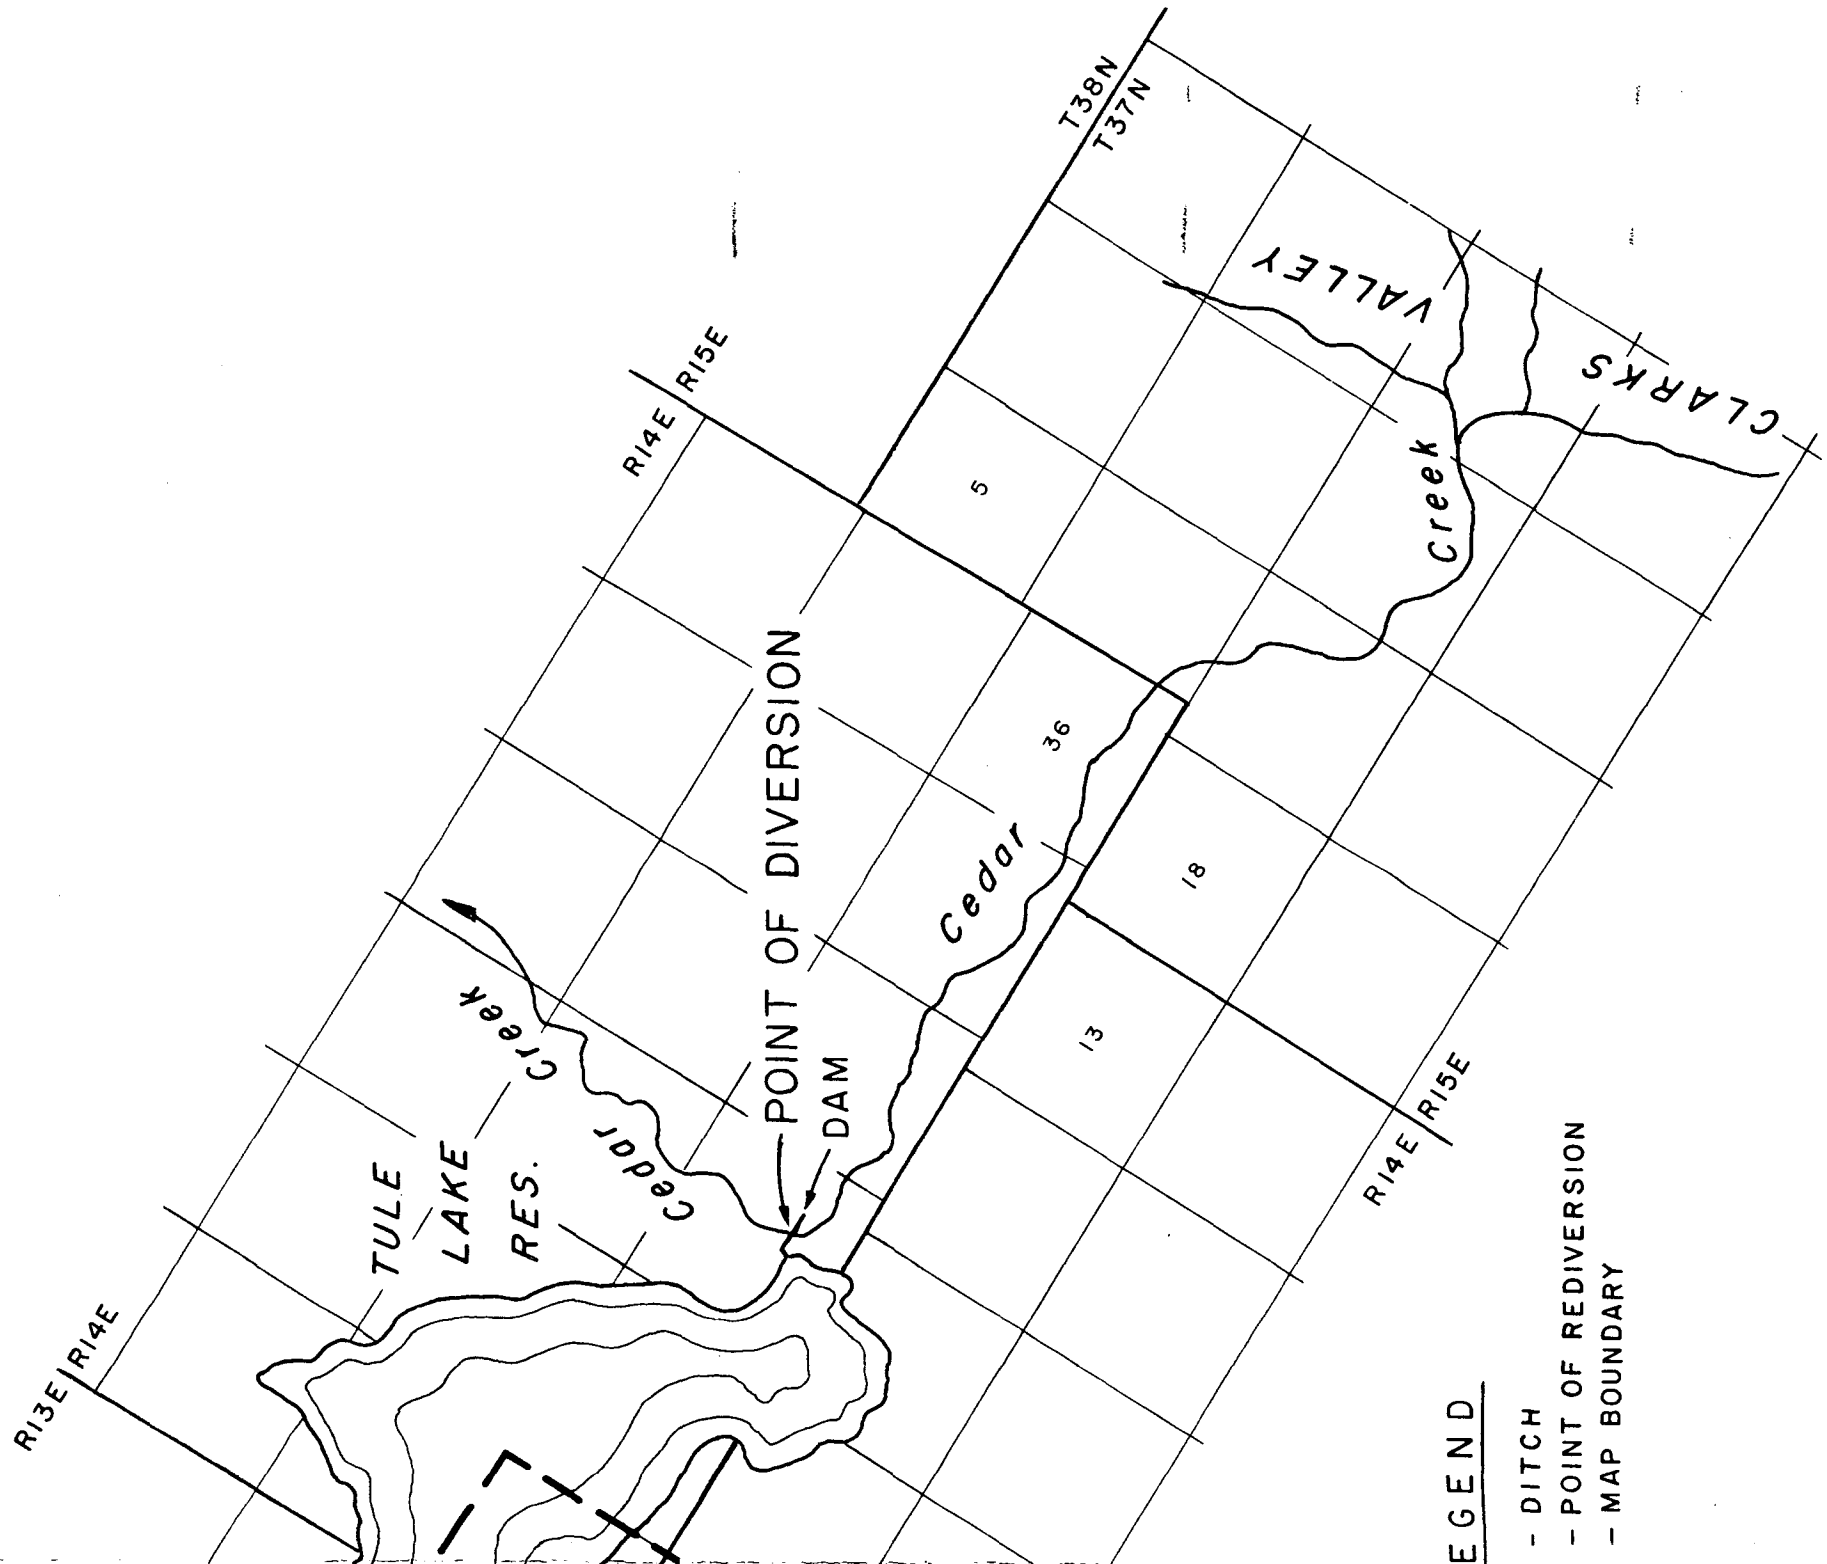 T38N
T37N
VALLEY
CLARKS
R15E
R14E
5
Creek
POINT OF DIVERSION
36
Cedar
18
Creek
Cedar
DAM
13
TULE
LAKE
RES.
R15E
R14E
R14E
R13E
EGEND
- DITCH
- POINT OF REDIVERSION
- MAP BOUNDARY